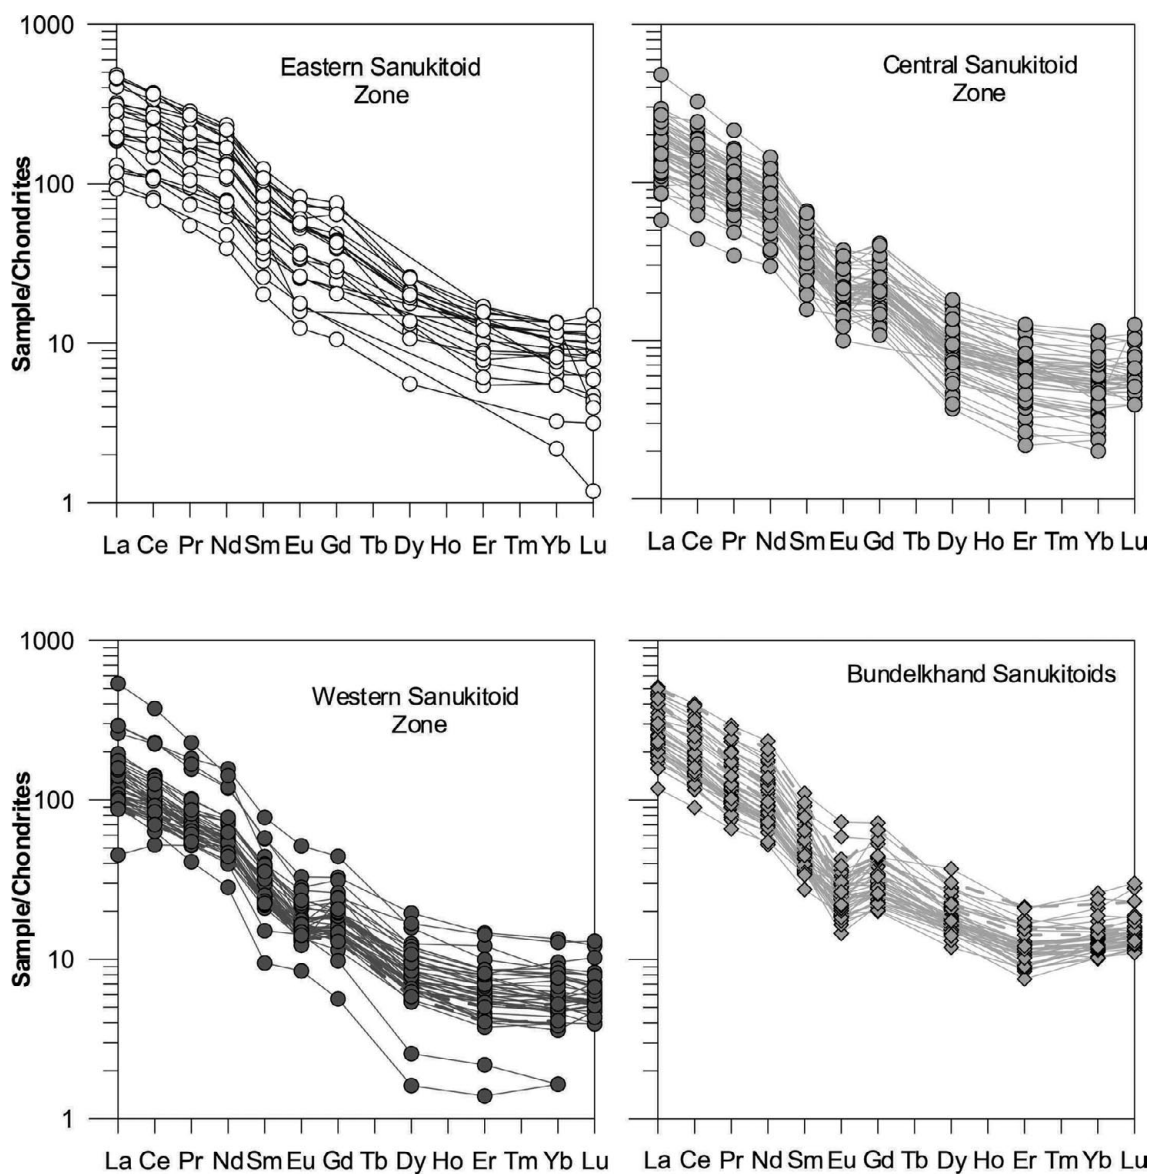 1000
100
10
1
Sample/Chondrites
Eastern Sanukitoid
Zone
La Ce Pr Nd Sm Eu Gd Tb Dy Ho Er Tm Yb Lu
Central Sanukitoid
Zone
La Ce Pr Nd Sm Eu Gd Tb Dy Ho Er Tm Yb Lu
1000
100
10
1
Sample/Chondrites
Western Sanukitoid
Zone
La Ce Pr Nd Sm Eu Gd Tb Dy Ho Er Tm Yb Lu
Bundelkhand Sanukitoids
La Ce Pr Nd Sm Eu Gd Tb Dy Ho Er Tm Yb Lu